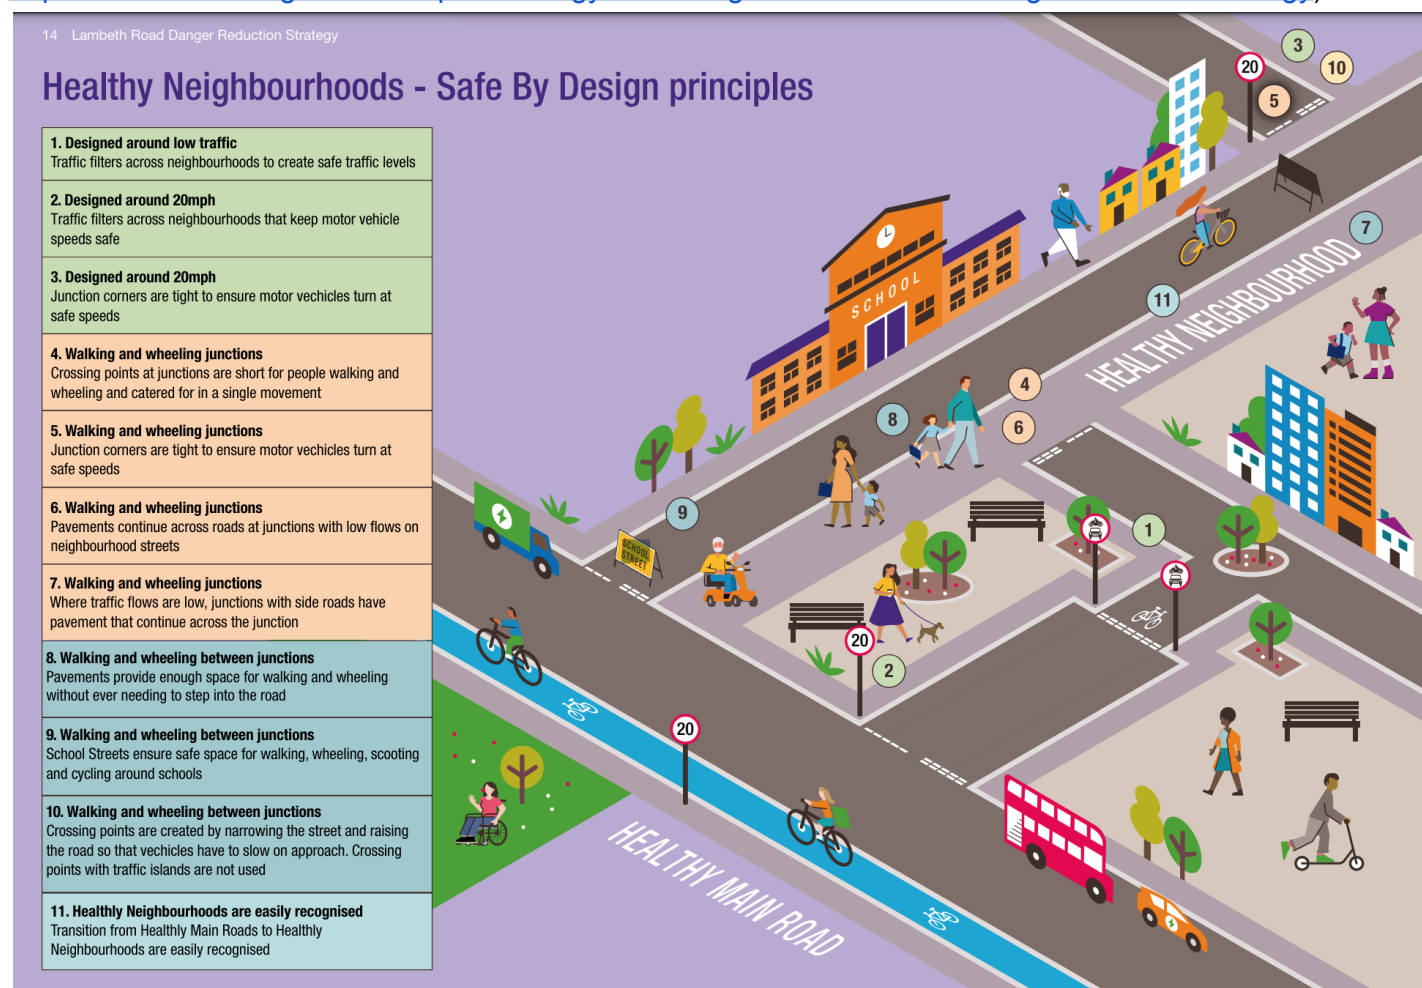 14 Lambeth Road Danger Reduction Strategy
Healthy Neighbourhoods - Safe By Design principles
1. Designed around low traffic
Traffic filters across neighbourhoods to create safe traffic levels
2. Designed around 20mph
Traffic filters across neighbourhoods that keep motor vehicle
speeds safe
3. Designed around 20mph
Junction corners are tight to ensure motor vechicles turn at
safe speeds
4. Walking and wheeling junctions
Crossing points at junctions are short for people walking and
wheeling and catered for in a single movement
5. Walking and wheeling junctions
Junction corners are tight to ensure motor vechicles turn at
safe speeds
6. Walking and wheeling junctions
Pavements continue across roads at junctions with low flows on
neighbourhood streets
7. Walking and wheeling junctions
Where traffic flows are low, junctions with side roads have
pavement that continue across the junction
8. Walking and wheeling between junctions
Pavements provide enough space for walking and wheeling
without ever needing to step into the road
9. Walking and wheeling between junctions
School Streets ensure safe space for walking, wheeling, scooting
and cycling around schools
10. Walking and wheeling between junctions
Crossing points are created by narrowing the street and raising
the road so that vechicles have to slow on approach. Crossing
points with traffic islands are not used
11. Healthly Neighbourhoods are easily recognised
Transition from Healthly Main Roads to Healthly
Neighbourhoods are easily recognised
3
20
10
5
7
11
HEALTHY NEIGHBOURHOOD
SCHOOL
4
8
6
9
SCHOOL
STREET
1
20
2
20
HEALTHY MAIN ROAD